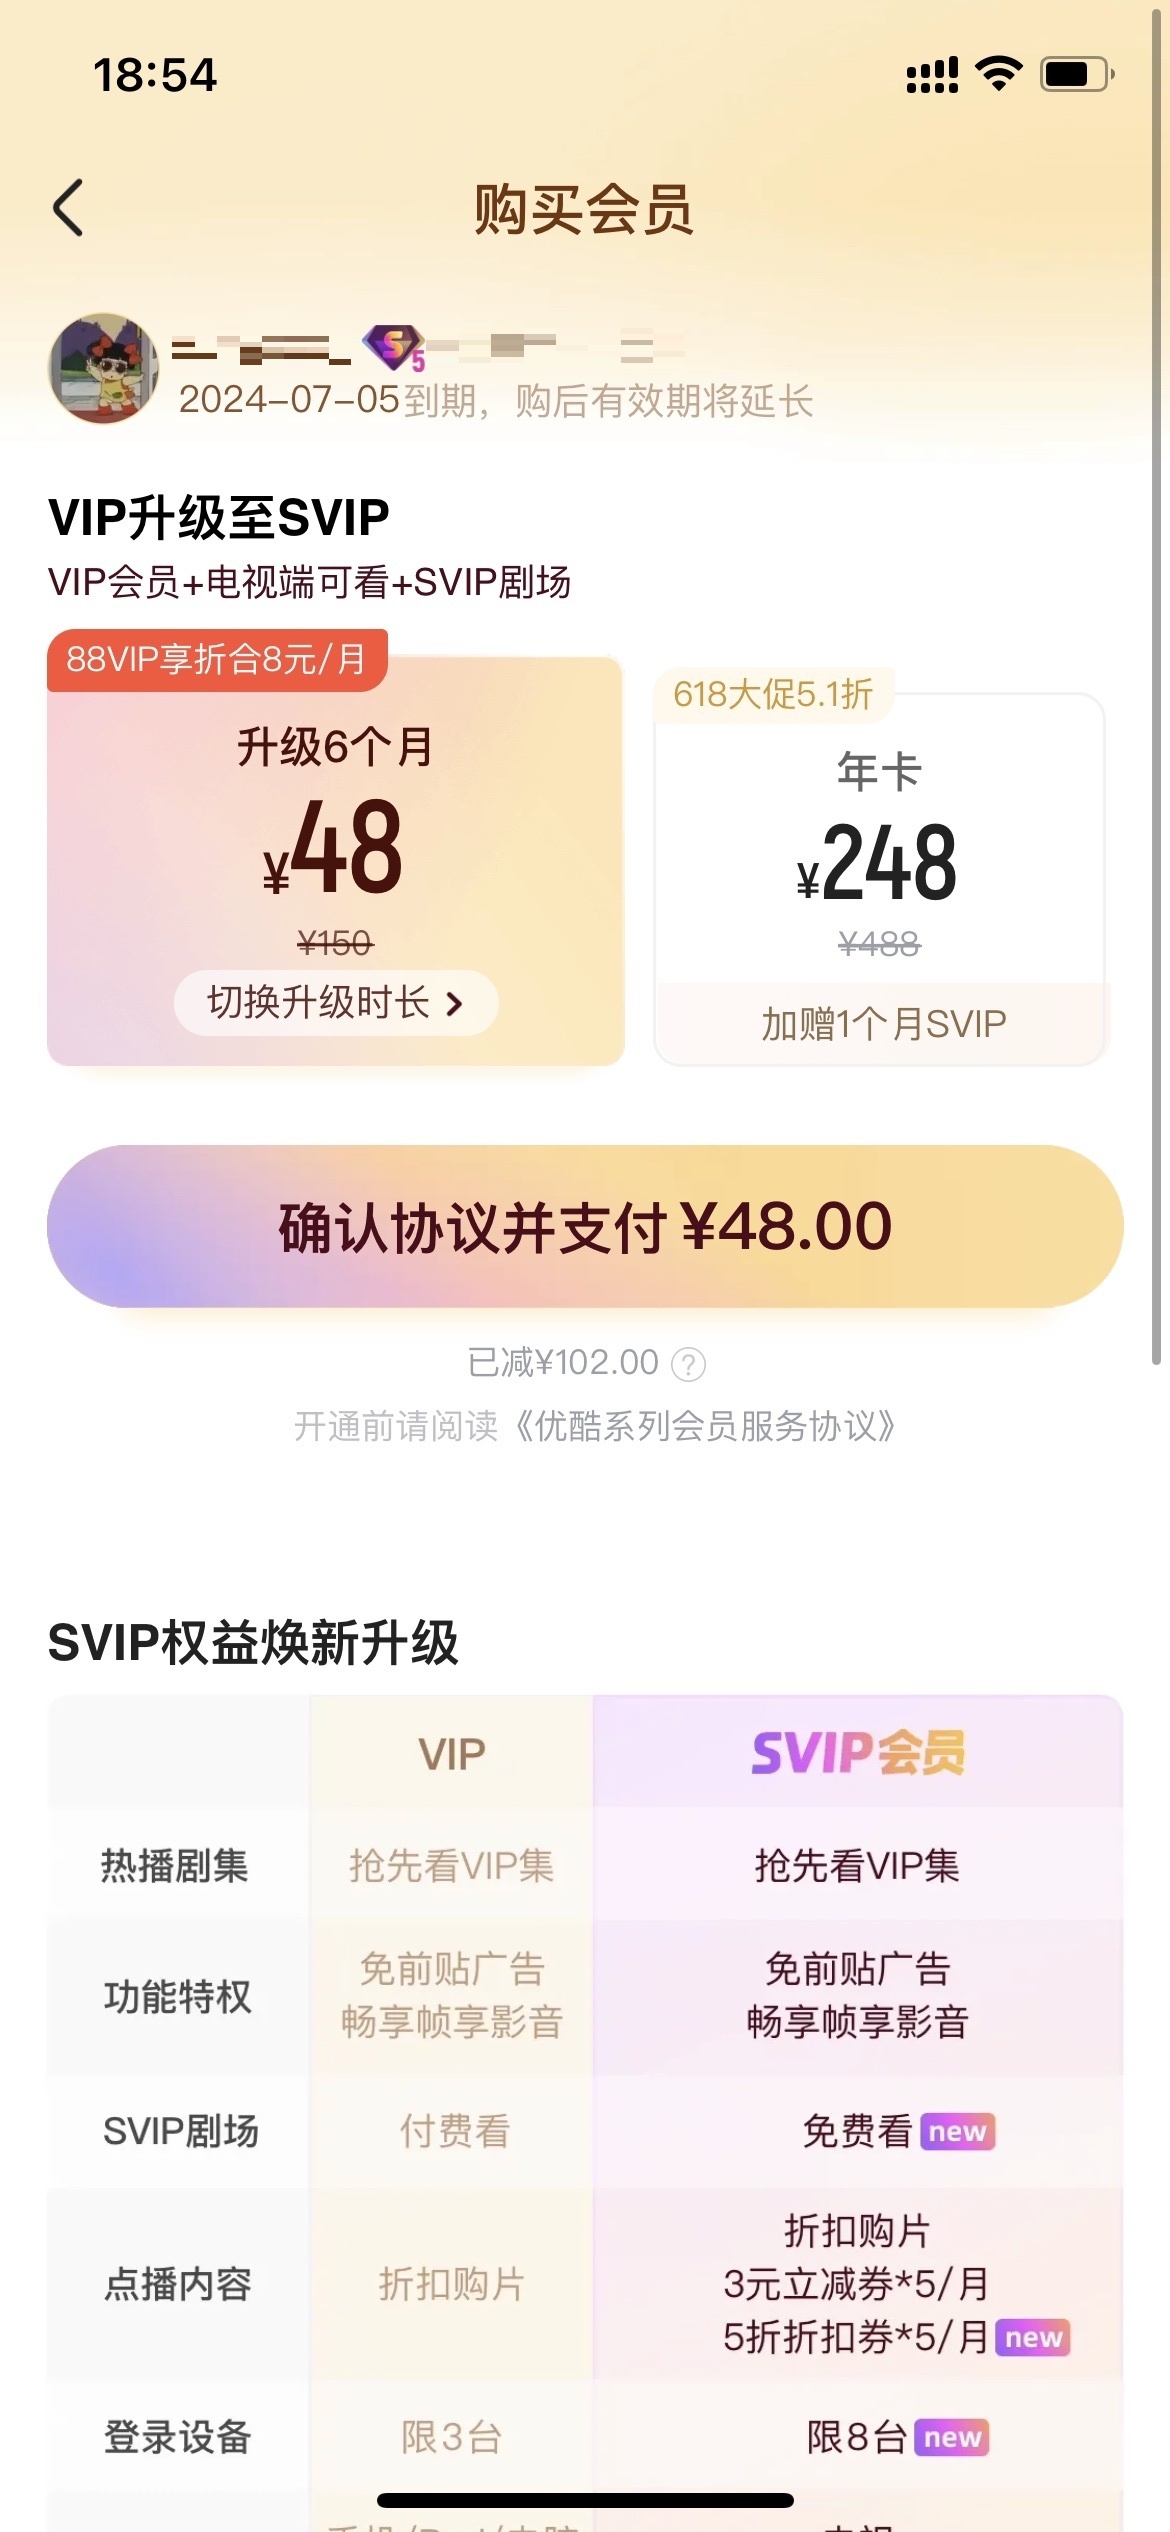 18:54
购买会员
5
2024-07-05到期，购后有效期将延长
VIP升级至SVIP
VIP会员+电视端可看+SVIP剧场
88VIP享折合8元/月
升级6个月
¥48
¥150
切换升级时长
618大促5.1折
年卡
¥248
¥488
加赠1个月SVIP
确认协议并支付 ¥48.00
已减¥102.00 ?
开通前请阅读《优酷系列会员服务协议》
SVIP权益焕新升级
VIP SVIP会员
热播剧集 抢先看VIP集 抢先看VIP集
功能特权 免前贴广告 免前贴广告
畅享帧享影音 畅享帧享影音
SVIP剧场 付费看 免费看 new
点播内容 折扣购片 折扣购片
3元立减券*5/月
5折折扣券*5/月 new
登录设备 限3台 限8台 new